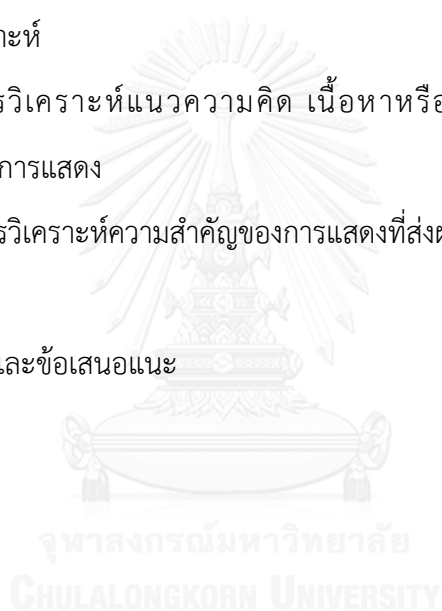 าะห์
รวิเคราะห์แนวความคิด เนื้อหาหรือ
การแสดง
รวิเคราะห์ความสำคัญของการแสดงที่ส่งผ
และข้อเสนอแนะ
จุฬาลงกรณ์มหาวิทยาลัย
CHULALONGKORN UNIVERSITY